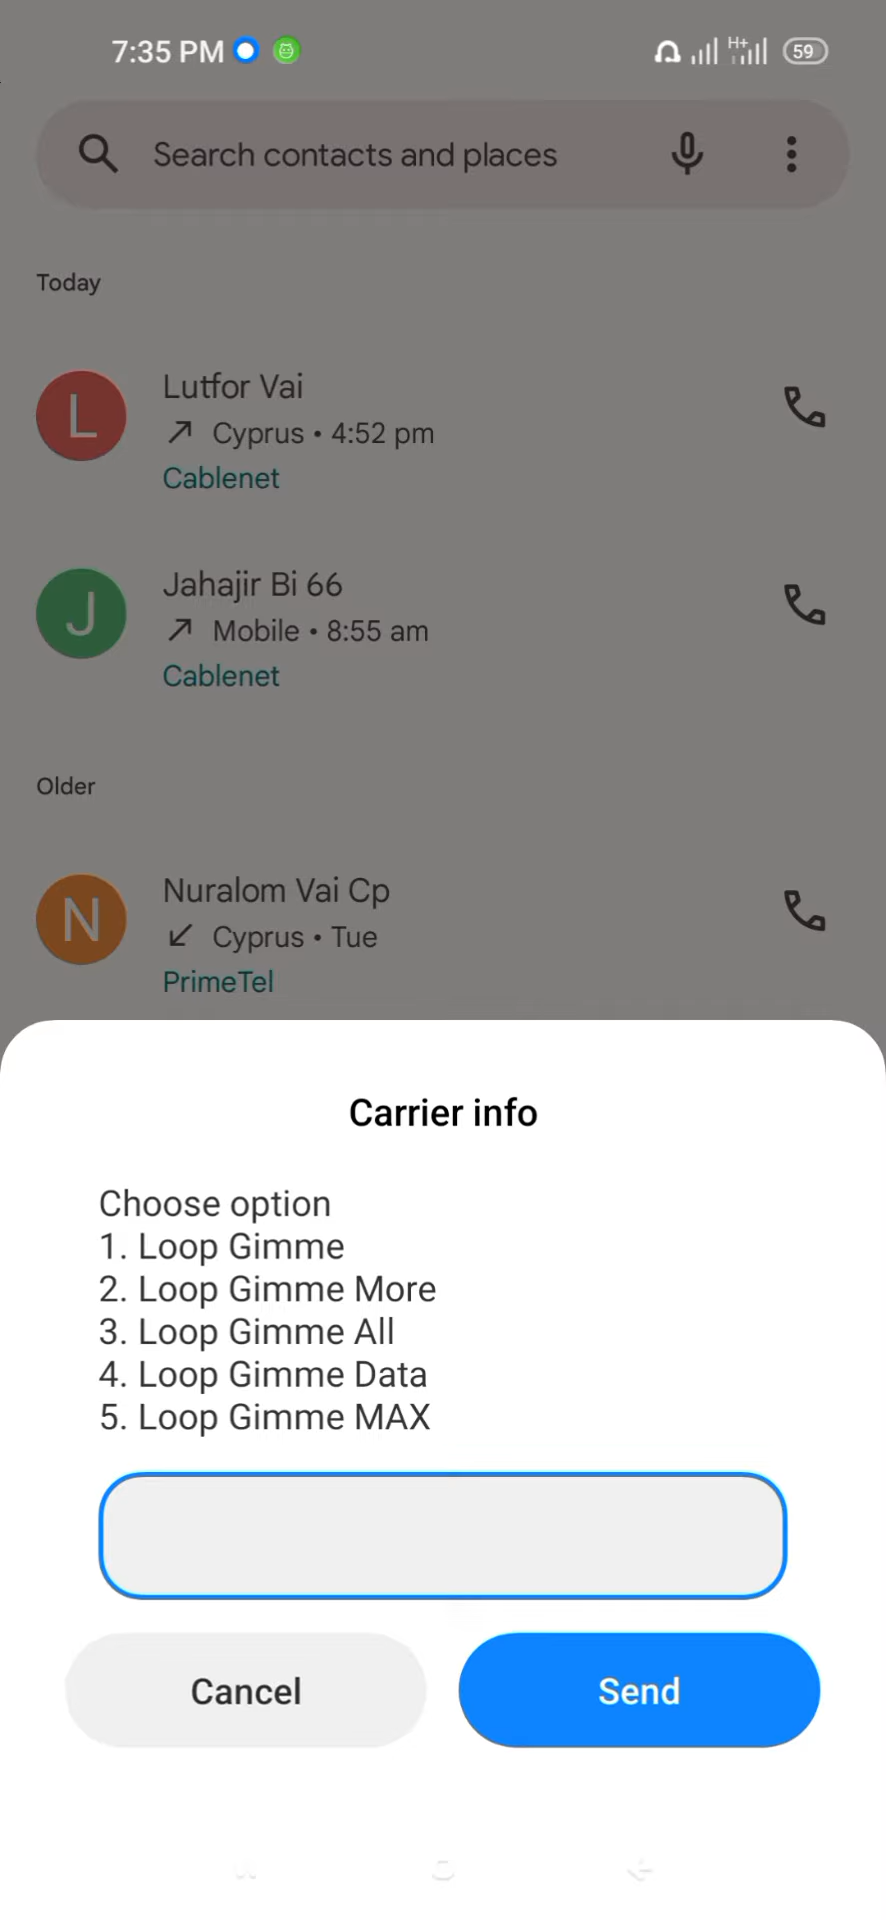 7:35 PM
H+
59
Search contacts and places
Today
L
Lutfor Vai
Cyprus • 4:52 pm
Cablenet
J
Jahajir Bi 66
Mobile • 8:55 am
Cablenet
Older
N
Nuralom Vai Cp
Cyprus • Tue
PrimeTel
Carrier info
Choose option
1. Loop Gimme
2. Loop Gimme More
3. Loop Gimme All
4. Loop Gimme Data
5. Loop Gimme MAX
Cancel
Send